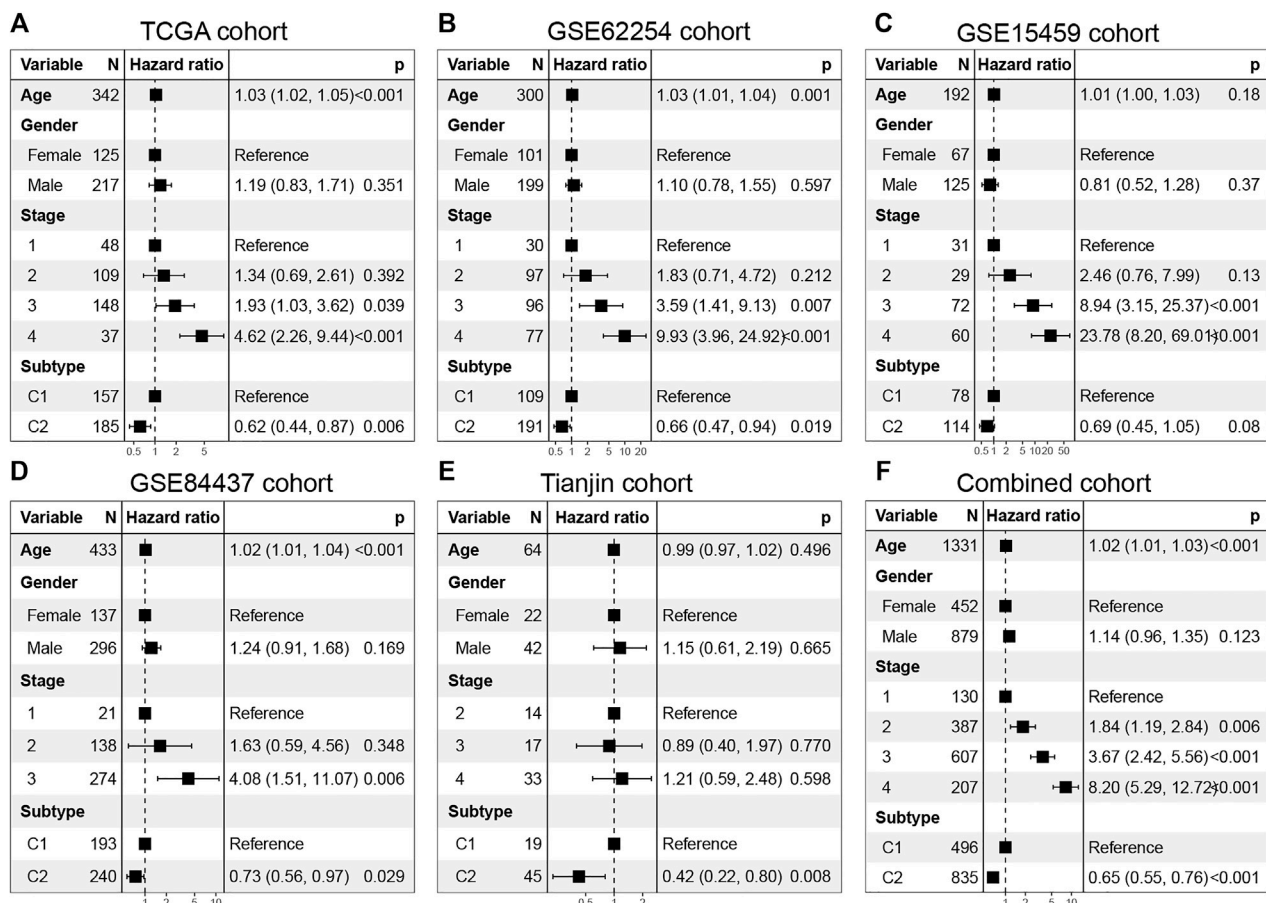 A TCGA cohort
Variable N Hazard ratio p
Age 342 1.03 (1.02, 1.05) <0.001
Gender
Female 125 Reference
Male 217 1.19 (0.83, 1.71) 0.351
Stage
1 48 Reference
2 109 1.34 (0.69, 2.61) 0.392
3 148 1.93 (1.03, 3.62) 0.039
4 37 4.62 (2.26, 9.44) <0.001
Subtype
C1 157 Reference
C2 185 0.62 (0.44, 0.87) 0.006
0.5 1 2 5
B GSE62254 cohort
Variable N Hazard ratio p
Age 300 1.03 (1.01, 1.04) 0.001
Gender
Female 101 Reference
Male 199 1.10 (0.78, 1.55) 0.597
Stage
1 30 Reference
2 97 1.83 (0.71, 4.72) 0.212
3 96 3.59 (1.41, 9.13) 0.007
4 77 9.93 (3.96, 24.92) <0.001
Subtype
C1 109 Reference
C2 191 0.66 (0.47, 0.94) 0.019
0.5 1 2 5 10 20
C GSE15459 cohort
Variable N Hazard ratio p
Age 192 1.01 (1.00, 1.03) 0.18
Gender
Female 67 Reference
Male 125 0.81 (0.52, 1.28) 0.37
Stage
1 31 Reference
2 29 2.46 (0.76, 7.99) 0.13
3 72 8.94 (3.15, 25.37) <0.001
4 60 23.78 (8.20, 69.01) <0.001
Subtype
C1 78 Reference
C2 114 0.69 (0.45, 1.05) 0.08
0.5 1 2 5 10 20 50
D GSE84437 cohort
Variable N Hazard ratio p
Age 433 1.02 (1.01, 1.04) <0.001
Gender
Female 137 Reference
Male 296 1.24 (0.91, 1.68) 0.169
Stage
1 21 Reference
2 138 1.63 (0.59, 4.56) 0.348
3 274 4.08 (1.51, 11.07) 0.006
Subtype
C1 193 Reference
C2 240 0.73 (0.56, 0.97) 0.029
1 2 5 10
E Tianjin cohort
Variable N Hazard ratio p
Age 64 0.99 (0.97, 1.02) 0.496
Gender
Female 22 Reference
Male 42 1.15 (0.61, 2.19) 0.665
Stage
2 14 Reference
3 17 0.89 (0.40, 1.97) 0.770
4 33 1.21 (0.59, 2.48) 0.598
Subtype
C1 19 Reference
C2 45 0.42 (0.22, 0.80) 0.008
0.5 1 2
F Combined cohort
Variable N Hazard ratio p
Age 1331 1.02 (1.01, 1.03) <0.001
Gender
Female 452 Reference
Male 879 1.14 (0.96, 1.35) 0.123
Stage
1 130 Reference
2 387 1.84 (1.19, 2.84) 0.006
3 607 3.67 (2.42, 5.56) <0.001
4 207 8.20 (5.29, 12.72) <0.001
Subtype
C1 496 Reference
C2 835 0.65 (0.55, 0.76) <0.001
1 2 5 10